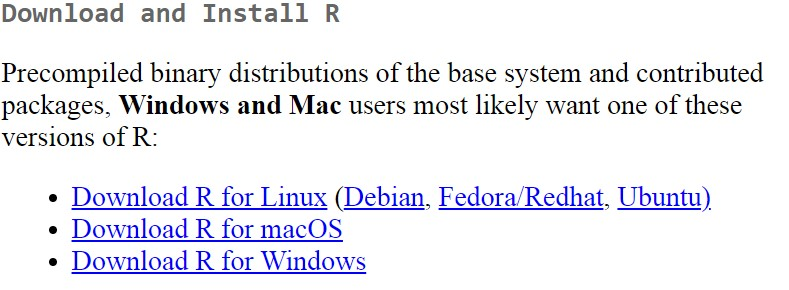 Download and Install R
Precompiled binary distributions of the base system and contributed
packages, Windows and Mac users most likely want one of these
versions of R:
• Download R for Linux (Debian, Fedora/Redhat, Ubuntu)
• Download R for macOS
• Download R for Windows